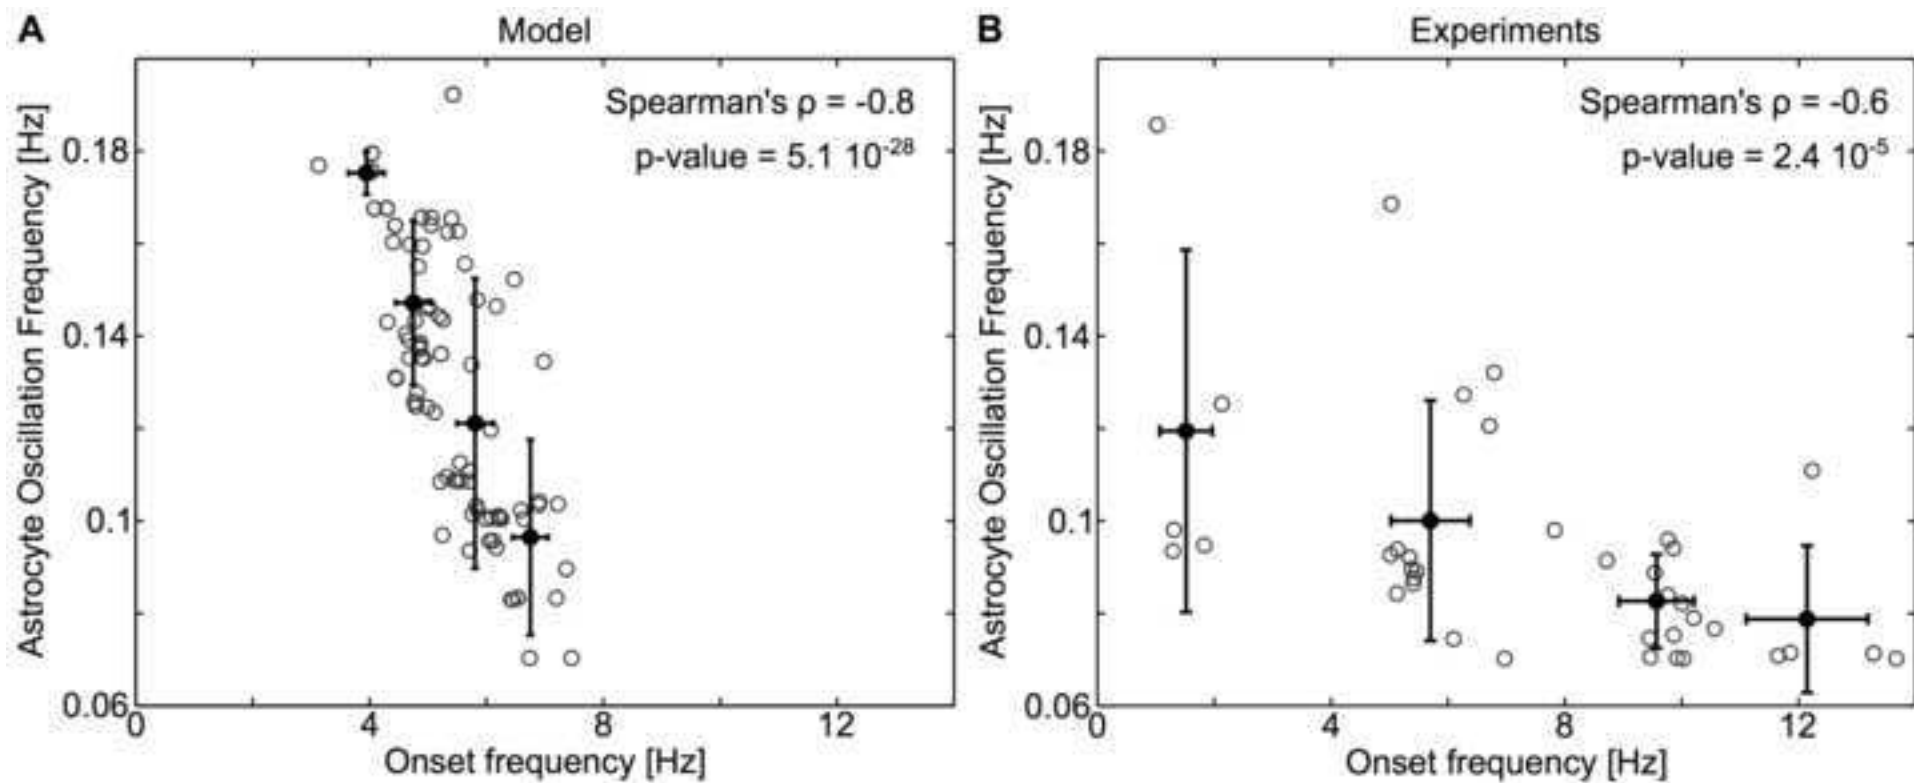 A
Model
Spearman's ρ = -0.8
p-value = 5.1 10⁻²⁸
Astrocyte Oscillation Frequency [Hz]
0.18
0.14
0.1
0.06
0
4
8
12
Onset frequency [Hz]
B
Experiments
Spearman's ρ = -0.6
p-value = 2.4 10⁻⁵
Astrocyte Oscillation Frequency [Hz]
0.18
0.14
0.1
0.06
0
4
8
12
Onset frequency [Hz]